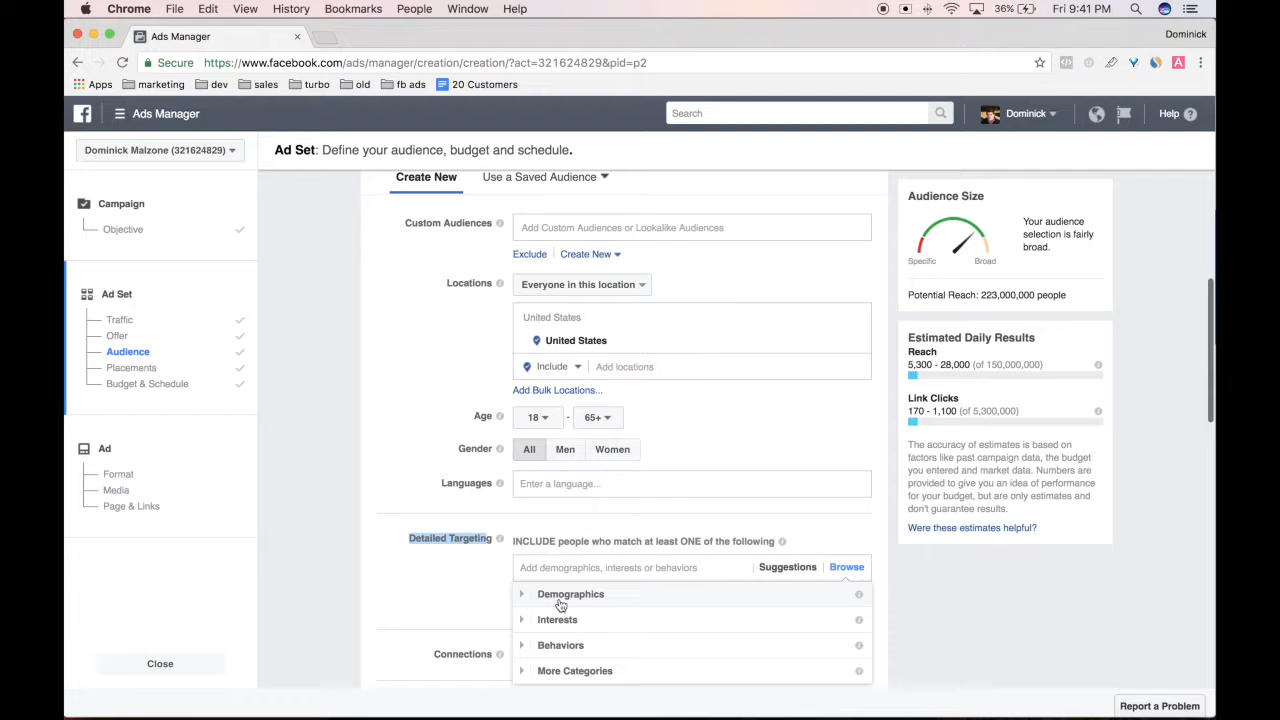 Chrome File Edit View History Bookmarks People Window Help 36% Fri 9:41 PM
Ads Manager Dominick
Secure https://www.facebook.com/ads/manager/creation/creation/?act=321624829&pid=p2
Apps marketing dev sales turbo old fb ads 20 Customers
Ads Manager Search Dominick Help
Dominick Malzone (321624829)
Ad Set: Define your audience, budget and schedule.
Campaign
Objective
Ad Set
Traffic
Offer
Audience
Placements
Budget & Schedule
Ad
Format
Media
Page & Links
Close
Create New Use a Saved Audience
Custom Audiences Add Custom Audiences or Lookalike Audiences
Exclude Create New
Locations Everyone in this location
United States
United States
Include Add locations
Add Bulk Locations...
Age 18 - 65+
Gender All Men Women
Languages Enter a language...
Detailed Targeting INCLUDE people who match at least ONE of the following
Add demographics, interests or behaviors Suggestions Browse
Demographics
Interests
Behaviors
More Categories
Connections
Audience Size
Your audience
selection is fairly
broad.
Specific Broad
Potential Reach: 223,000,000 people
Estimated Daily Results
Reach
5,300 - 28,000 (of 150,000,000)
Link Clicks
170 - 1,100 (of 5,300,000)
The accuracy of estimates is based on
factors like past campaign data, the budget
you entered and market data. Numbers are
provided to give you an idea of performance
for your budget, but are only estimates and
don't guarantee results.
Were these estimates helpful?
Report a Problem